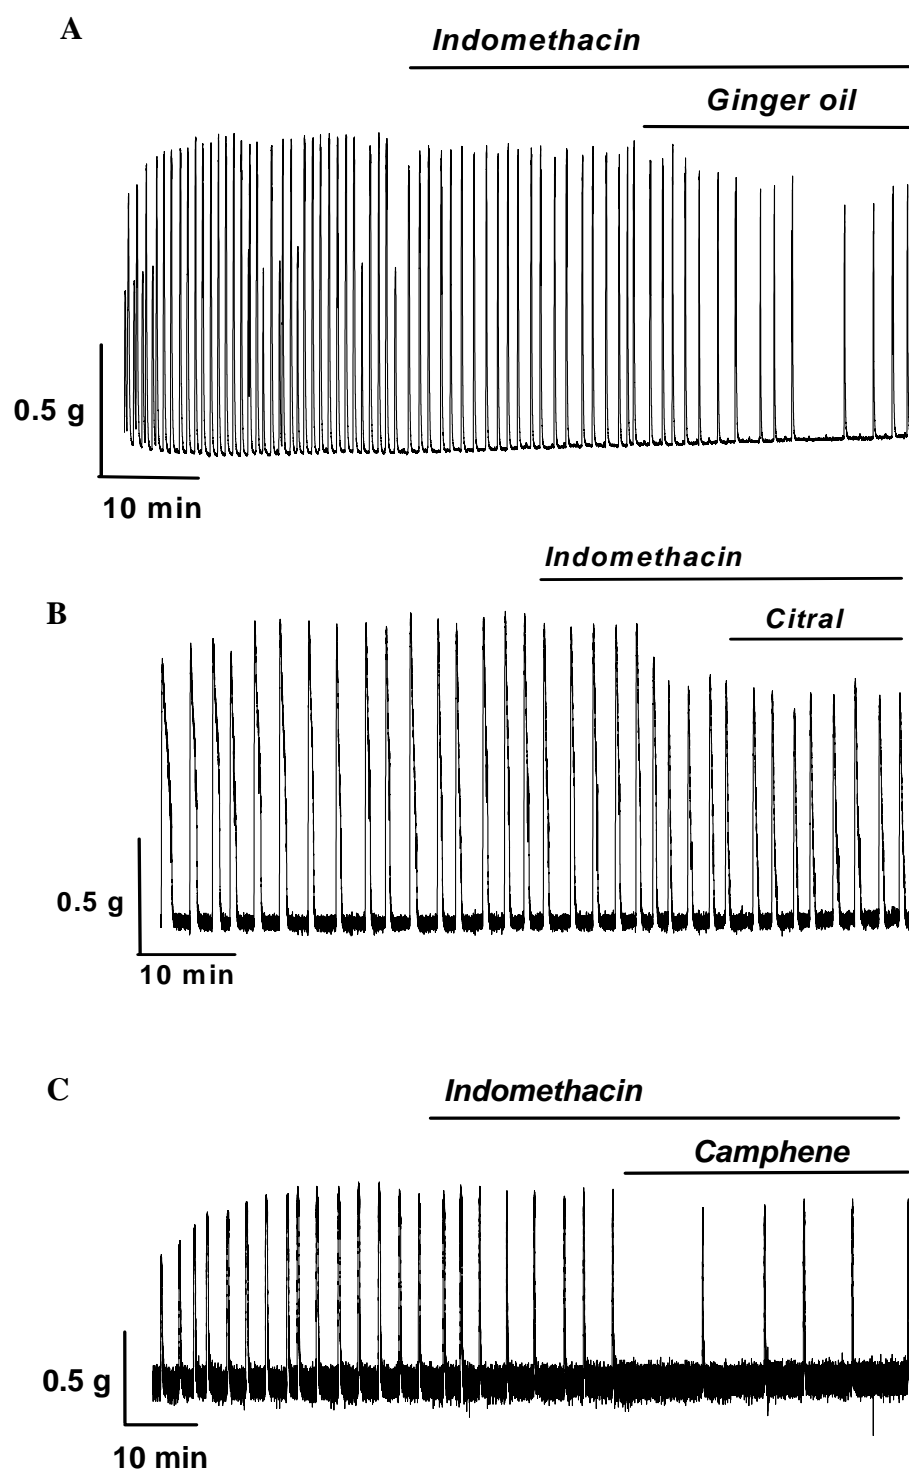 A
Indomethacin
Ginger oil
0.5 g
10 min
Indomethacin
B
Citral
0.5 g
10 min
C
Indomethacin
Camphene
0.5 g
10 min